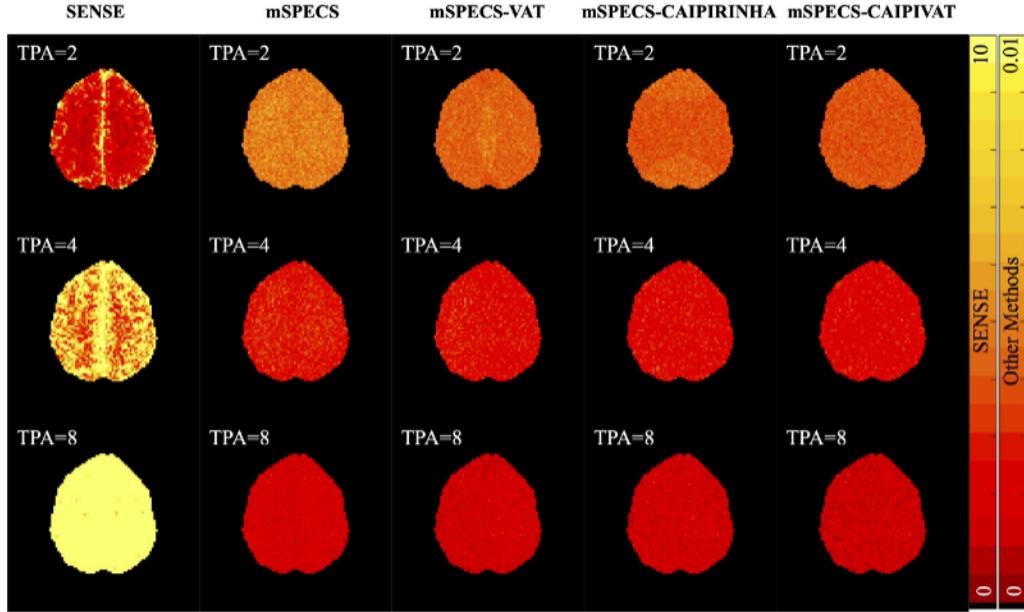 SENSE mSPECS mSPECS-VAT mSPECS-CAIPIRINHA mSPECS-CAIPIVAT
TPA=2 TPA=2 TPA=2 TPA=2 TPA=2
TPA=4 TPA=4 TPA=4 TPA=4 TPA=4
TPA=8 TPA=8 TPA=8 TPA=8 TPA=8
10
SENSE
0
0.01
Other Methods
0